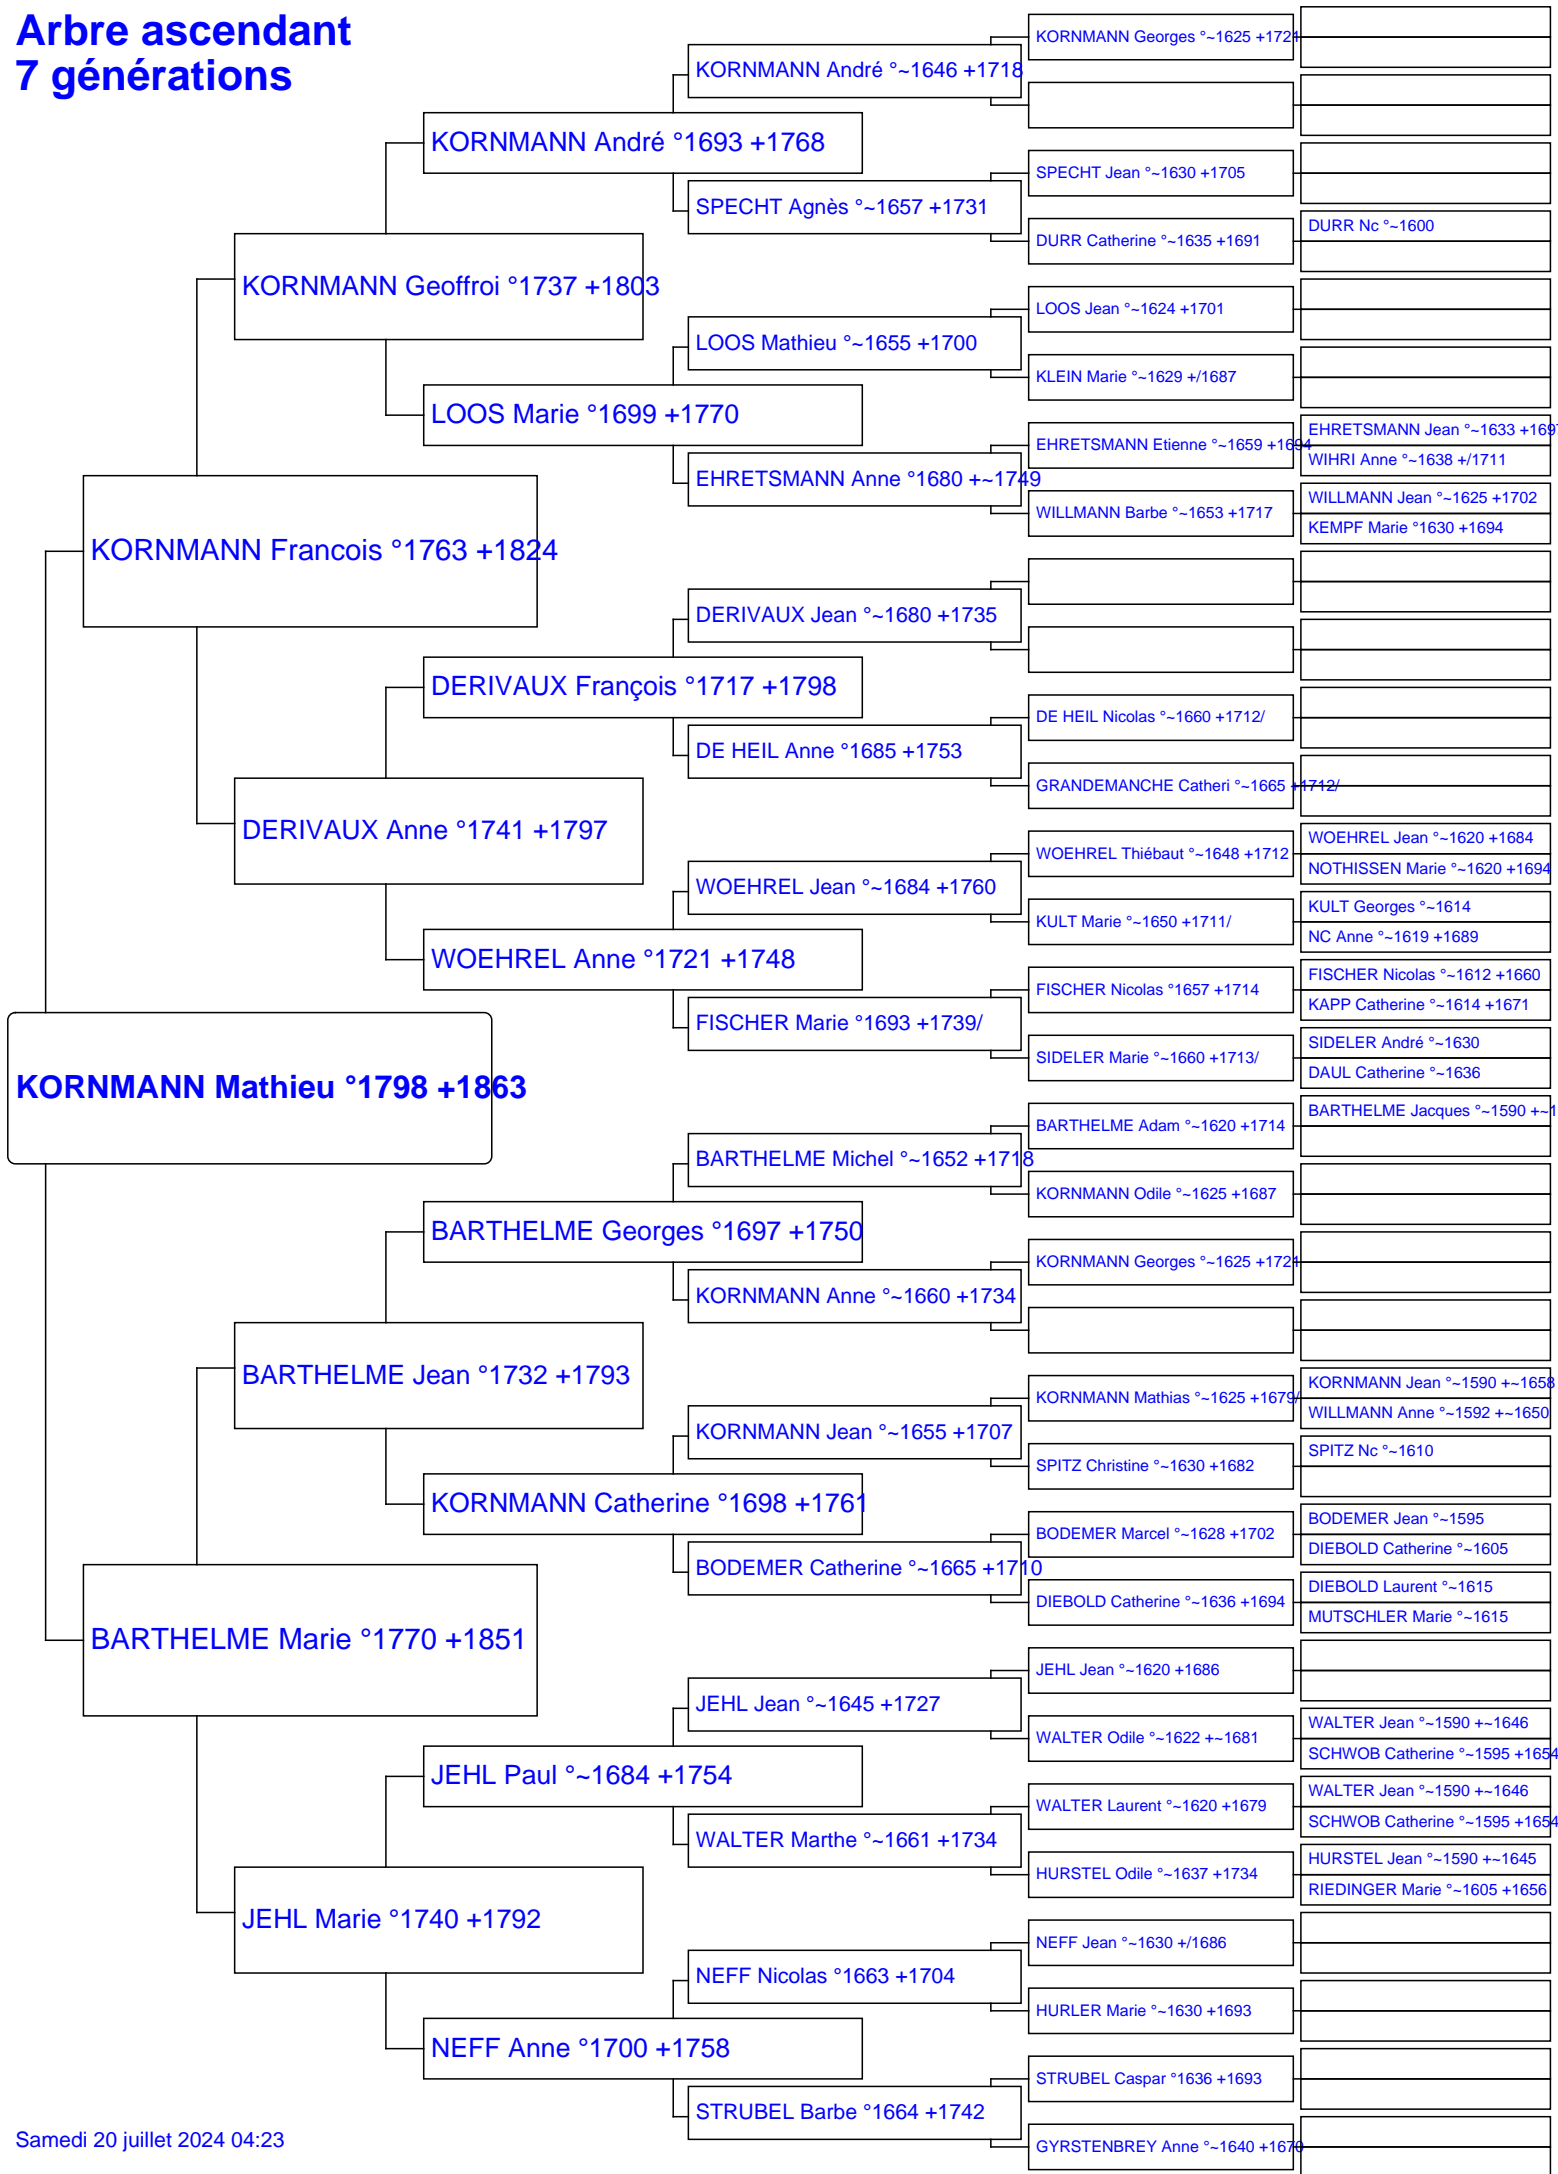 Arbre ascendant
7 générations
KORNMANN Mathieu °1798 +1863
KORNMANN Francois °1763 +1824
BARTHELME Marie °1770 +1851
KORNMANN Geoffroi °1737 +1803
DERIVAUX Anne °1741 +1797
BARTHELME Jean °1732 +1793
JEHL Marie °1740 +1792
KORNMANN André °1693 +1768
LOOS Marie °1699 +1770
DERIVAUX François °1717 +1798
WOEHREL Anne °1721 +1748
BARTHELME Georges °1697 +1750
KORNMANN Catherine °1698 +1761
JEHL Paul °~1684 +1754
NEFF Anne °1700 +1758
KORNMANN André °~1646 +1718
SPECHT Agnès °~1657 +1731
LOOS Mathieu °~1655 +1700
EHRETSMANN Anne °1680 +~1749
DERIVAUX Jean °~1680 +1735
DE HEIL Anne °1685 +1753
WOEHREL Jean °~1684 +1760
FISCHER Marie °1693 +1739/
BARTHELME Michel °~1652 +1718
KORNMANN Anne °~1660 +1734
KORNMANN Jean °~1655 +1707
BODEMER Catherine °~1665 +1710
JEHL Jean °~1645 +1727
WALTER Marthe °~1661 +1734
NEFF Nicolas °1663 +1704
STRUBEL Barbe °1664 +1742
KORNMANN Georges °~1625 +1721
SPECHT Jean °~1630 +1705
DURR Catherine °~1635 +1691
LOOS Jean °~1624 +1701
KLEIN Marie °~1629 +/1687
EHRETSMANN Etienne °~1659 +1694
WILLMANN Barbe °~1653 +1717
DE HEIL Nicolas °~1660 +1712/
GRANDEMANCHE Catheri °~1665 +1712/
WOEHREL Thiébaut °~1648 +1712
KULT Marie °~1650 +1711/
FISCHER Nicolas °1657 +1714
SIDELER Marie °~1660 +1713/
BARTHELME Adam °~1620 +1714
KORNMANN Odile °~1625 +1687
KORNMANN Georges °~1625 +1721
KORNMANN Mathias °~1625 +1679/
SPITZ Christine °~1630 +1682
BODEMER Marcel °~1628 +1702
DIEBOLD Catherine °~1636 +1694
JEHL Jean °~1620 +1686
WALTER Odile °~1622 +~1681
WALTER Laurent °~1620 +1679
HURSTEL Odile °~1637 +1734
NEFF Jean °~1630 +/1686
HURLER Marie °~1630 +1693
STRUBEL Caspar °1636 +1693
GYRSTENBREY Anne °~1640 +1670
DURR Nc °~1600
EHRETSMANN Jean °~1633 +1697
WIHRI Anne °~1638 +/1711
WILLMANN Jean °~1625 +1702
KEMPF Marie °1630 +1694
WOEHREL Jean °~1620 +1684
NOTHISSEN Marie °~1620 +1694
KULT Georges °~1614
NC Anne °~1619 +1689
FISCHER Nicolas °~1612 +1660
KAPP Catherine °~1614 +1671
SIDELER André °~1630
DAUL Catherine °~1636
BARTHELME Jacques °~1590 +~1
KORNMANN Jean °~1590 +~1658
WILLMANN Anne °~1592 +~1650
SPITZ Nc °~1610
BODEMER Jean °~1595
DIEBOLD Catherine °~1605
DIEBOLD Laurent °~1615
MUTSCHLER Marie °~1615
WALTER Jean °~1590 +~1646
SCHWOB Catherine °~1595 +1654
WALTER Jean °~1590 +~1646
SCHWOB Catherine °~1595 +1654
HURSTEL Jean °~1590 +~1645
RIEDINGER Marie °~1605 +1656
Samedi 20 juillet 2024 04:23